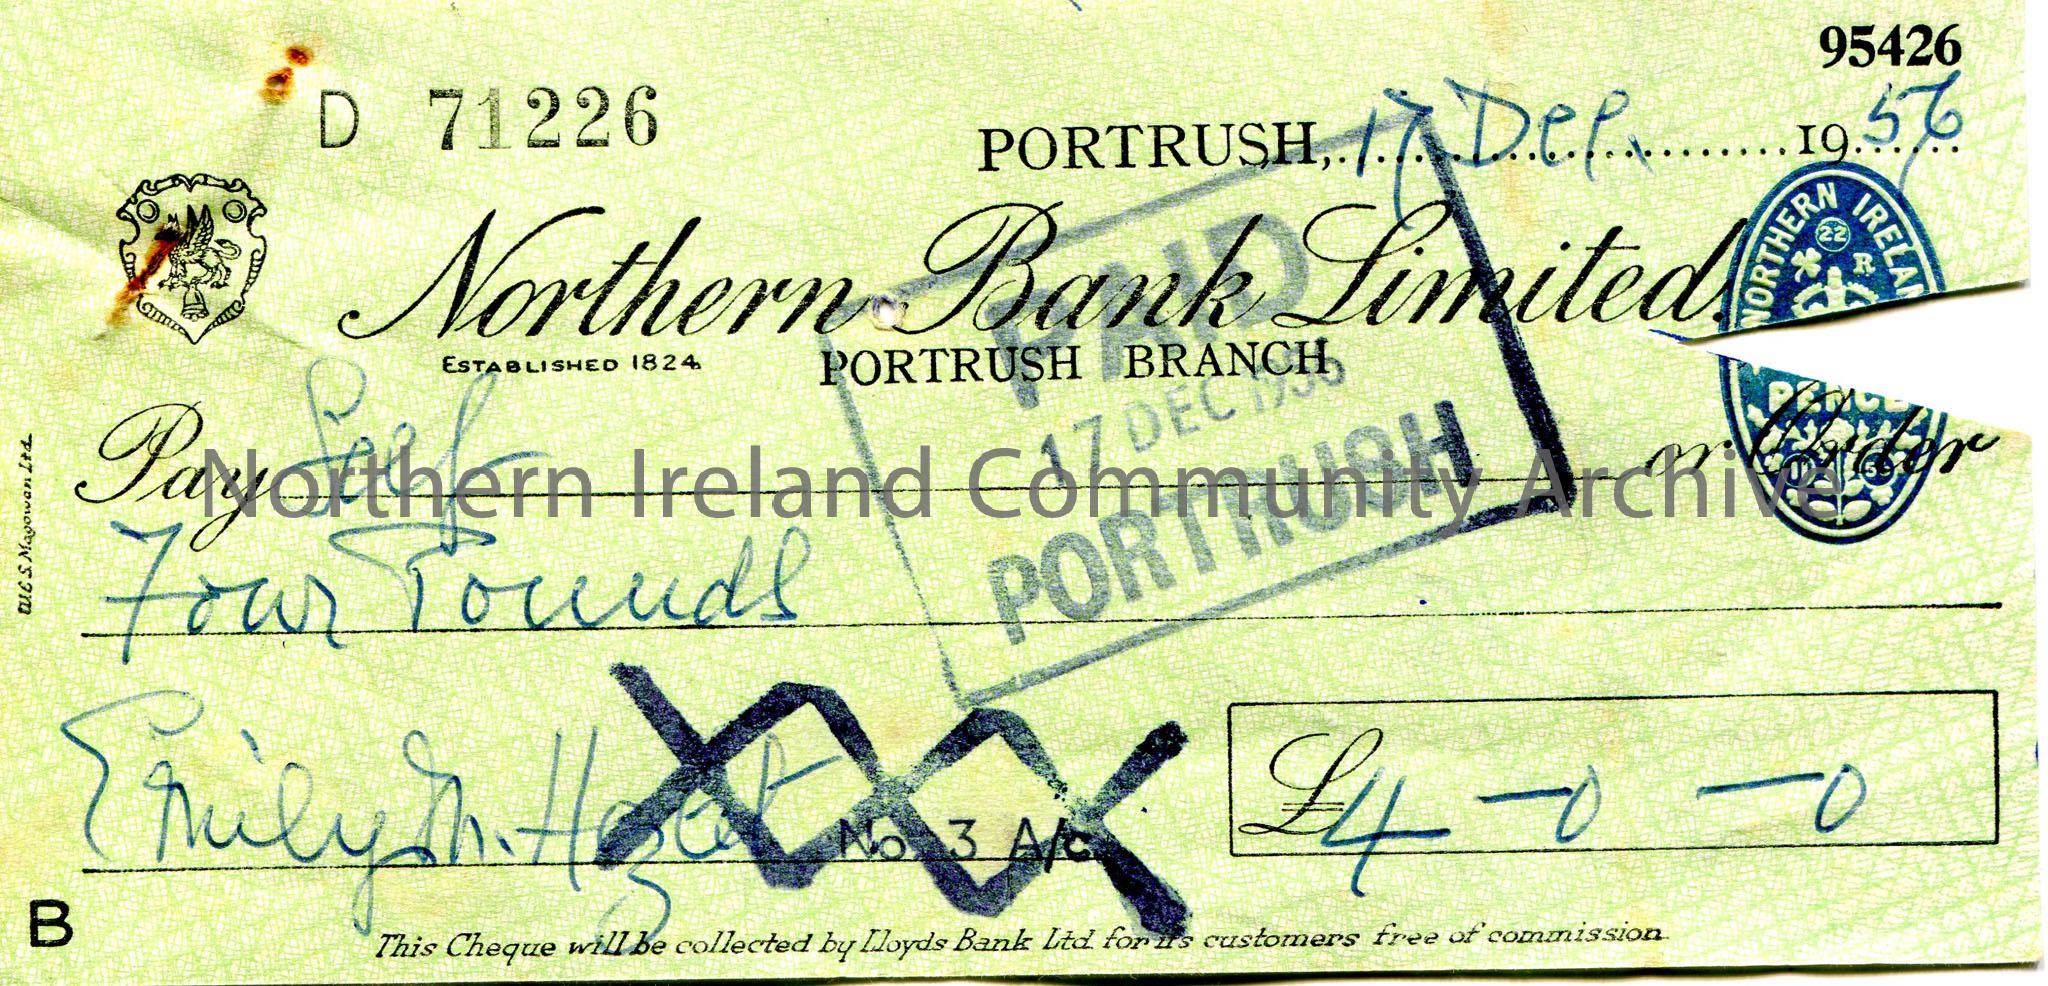 95426
D 71226
PORTRUSH, 17 Dec. 1956
NORTHERN IRELAND
22 R
Northern Bank Limited.
ESTABLISHED 1824
PORTRUSH BRANCH
PAID
17 DEC 1956
PORTRUSH
PENCE
Pay Self or Order
Northern Ireland Community Archive
Four Pounds
Emily M.
No 3 A/c
£4-0-0
B
This Cheque will be collected by Lloyds Bank Ltd. for its customers free of commission.
W. & S. Magowan Ltd.